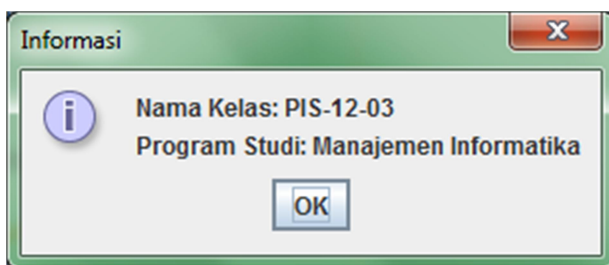 Informasi
Nama Kelas: PIS-12-03
Program Studi: Manajemen Informatika
OK